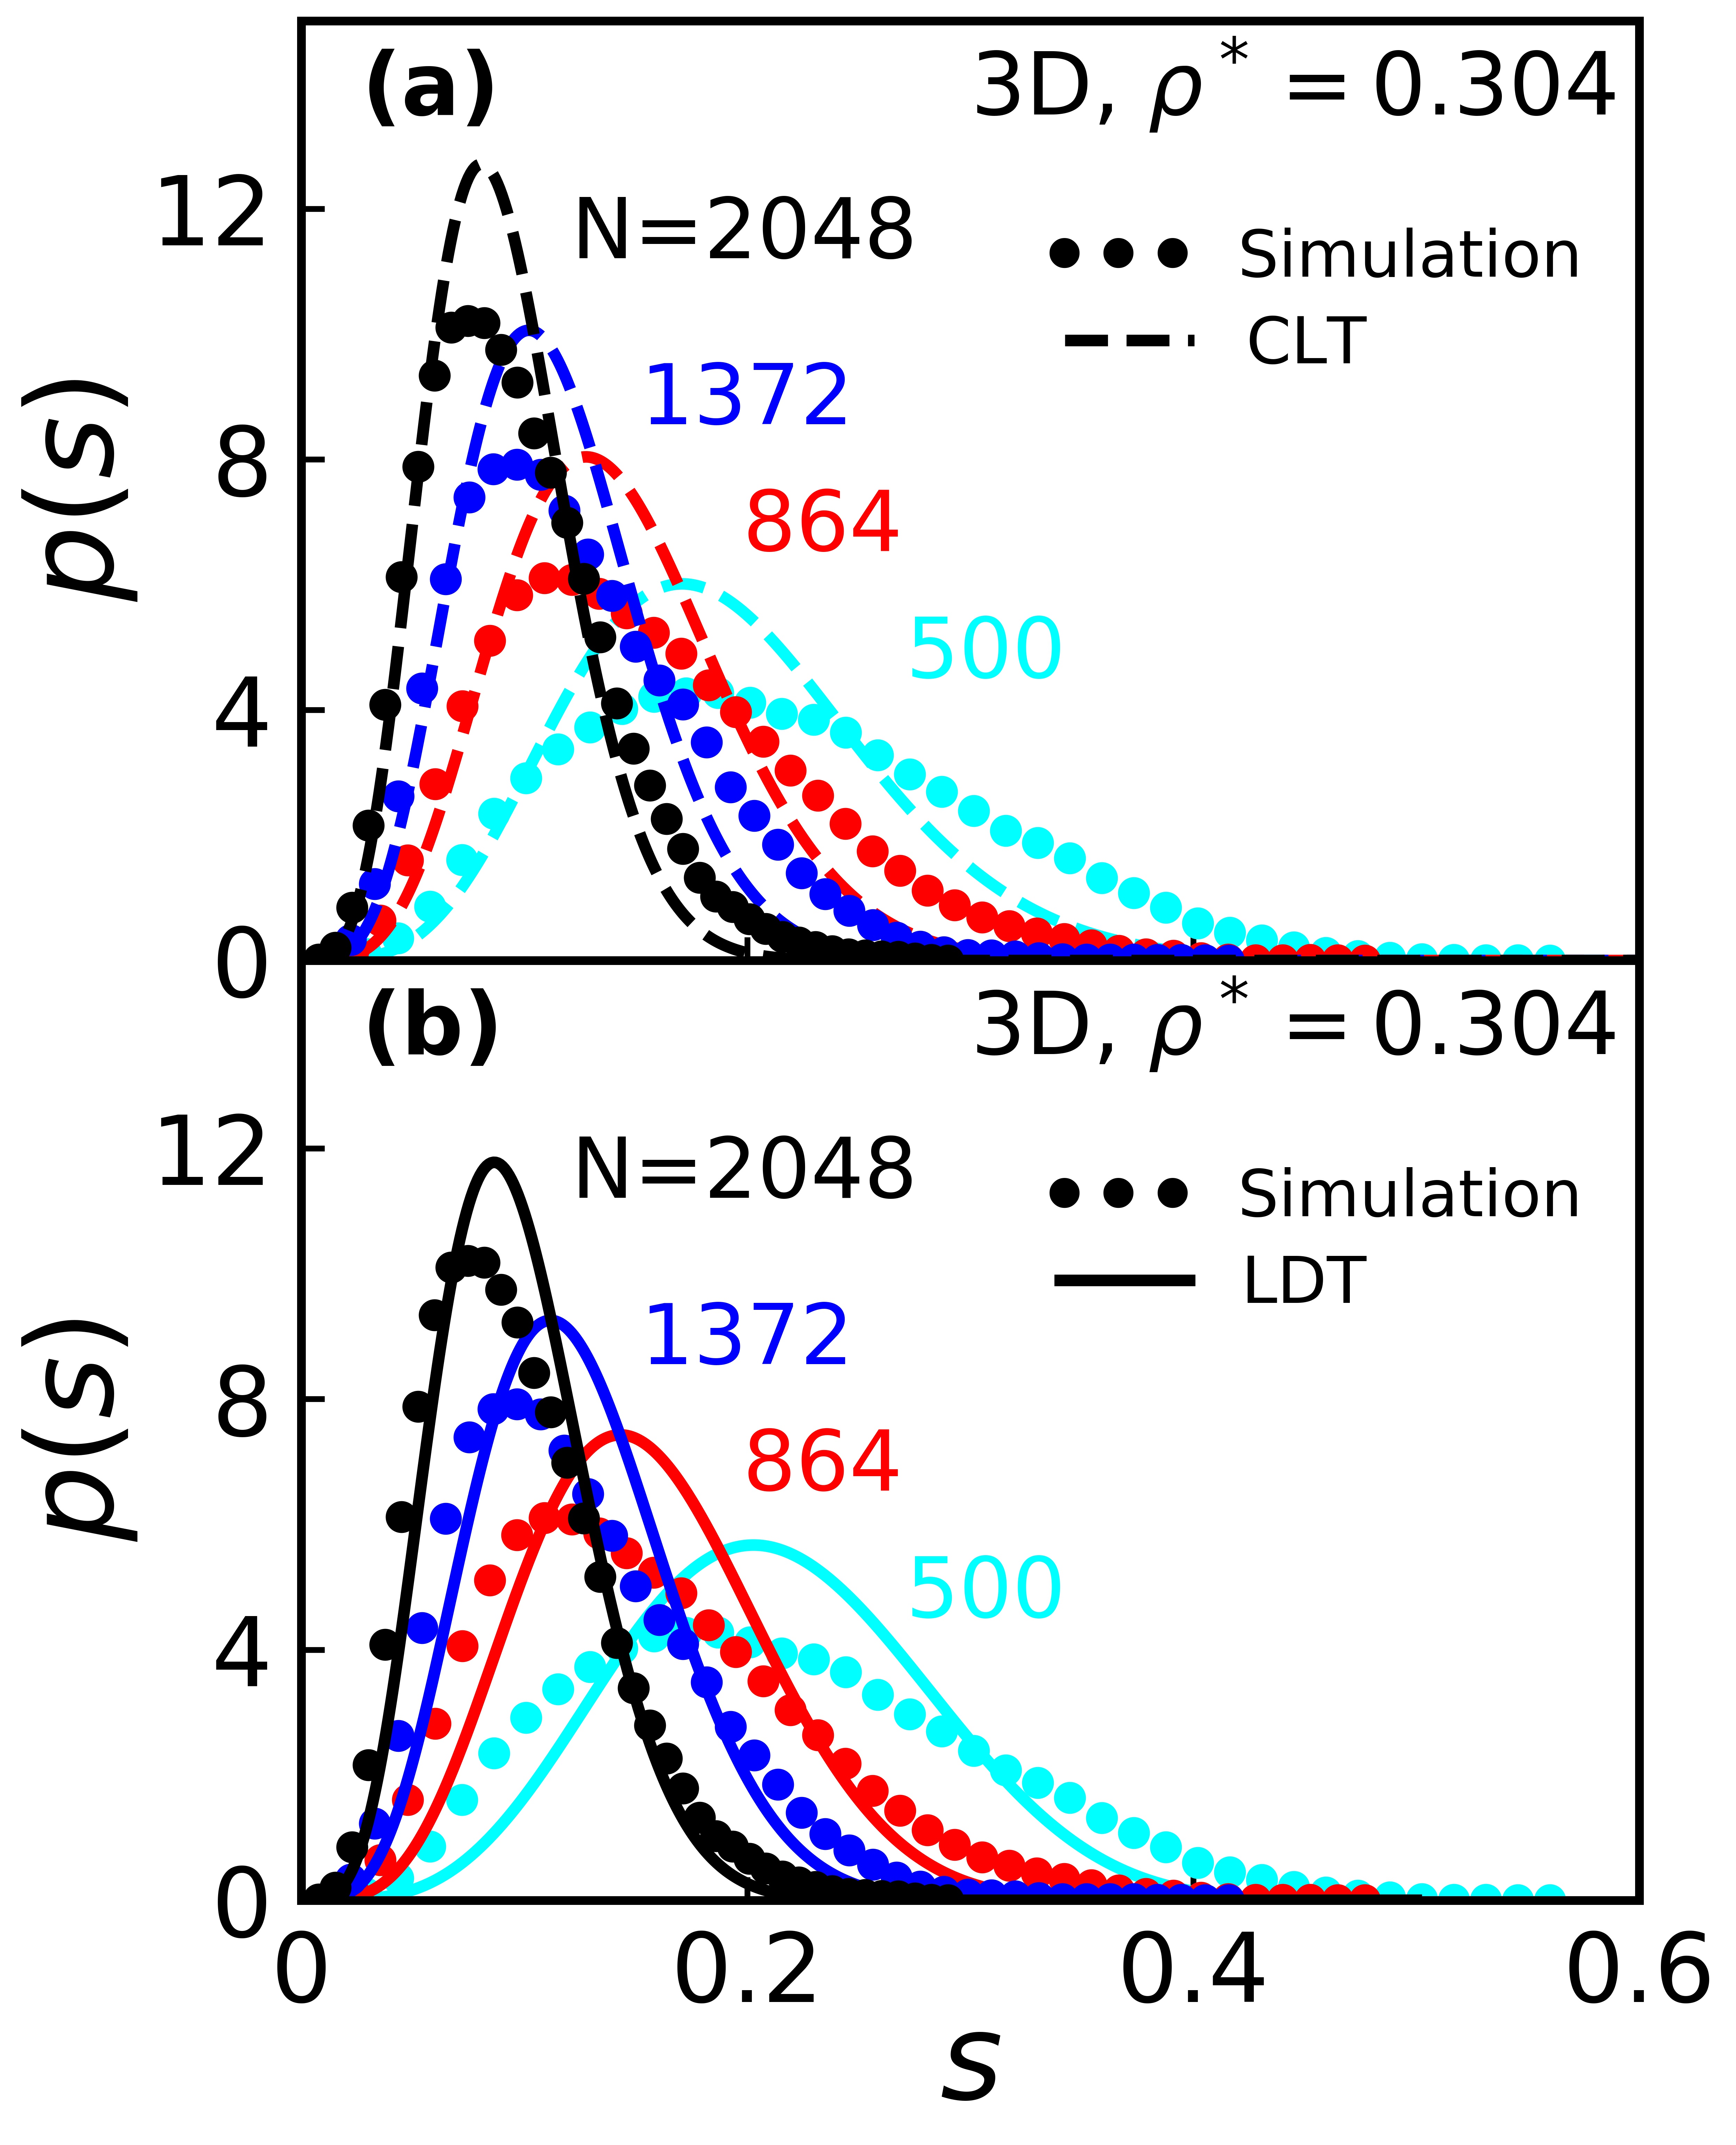 (a)
3D, ρ* = 0.304
12
N=2048
Simulation
CLT
1372
8
864
500
4
0
p(s)
(b)
3D, ρ* = 0.304
12
N=2048
Simulation
LDT
1372
8
864
500
4
0
p(s)
0 0.2 0.4 0.6
s